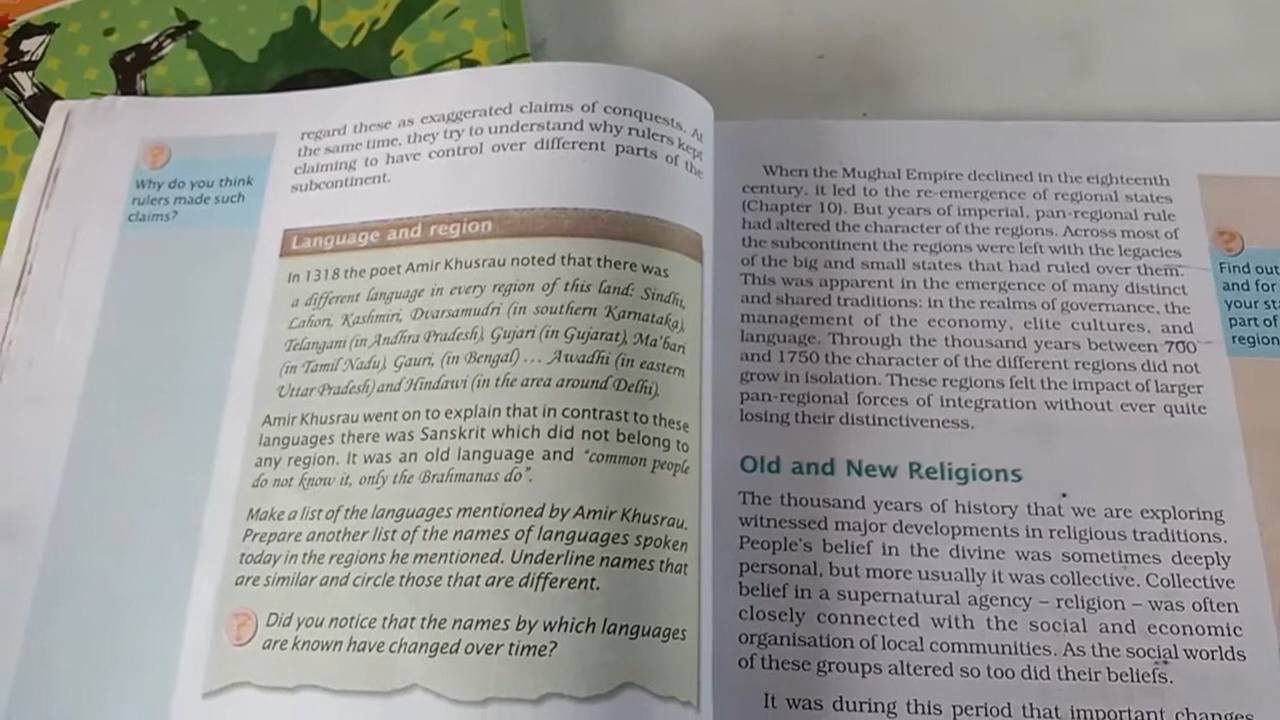 regard these as exaggerated claims of conquests. At
the same time, they try to understand why rulers kept
claiming to have control over different parts of the
subcontinent.
?
Why do you think
rulers made such
claims?
Language and region
In 1318 the poet Amir Khusrau noted that there was
a different language in every region of this land: Sindhi,
Lahori, Kashmiri, Dvarsamudri (in southern Karnataka),
Telangani (in Andhra Pradesh), Gujari (in Gujarat), Ma'bari
(in Tamil Nadu), Gauri, (in Bengal) ... Awadhi (in eastern
Uttar Pradesh) and Hindawi (in the area around Delhi).
Amir Khusrau went on to explain that in contrast to these
languages there was Sanskrit which did not belong to
any region. It was an old language and “common people
do not know it, only the Brahmanas do”.
Make a list of the languages mentioned by Amir Khusrau.
Prepare another list of the names of languages spoken
today in the regions he mentioned. Underline names that
are similar and circle those that are different.
?
Did you notice that the names by which languages
are known have changed over time?
When the Mughal Empire declined in the eighteenth
century, it led to the re-emergence of regional states
(Chapter 10). But years of imperial, pan-regional rule
had altered the character of the regions. Across most of
the subcontinent the regions were left with the legacies
of the big and small states that had ruled over them.
This was apparent in the emergence of many distinct
and shared traditions: in the realms of governance, the
management of the economy, elite cultures, and
language. Through the thousand years between 700
and 1750 the character of the different regions did not
grow in isolation. These regions felt the impact of larger
pan-regional forces of integration without ever quite
losing their distinctiveness.
Old and New Religions
The thousand years of history that we are exploring
witnessed major developments in religious traditions.
People's belief in the divine was sometimes deeply
personal, but more usually it was collective. Collective
belief in a supernatural agency – religion – was often
closely connected with the social and economic
organisation of local communities. As the social worlds
of these groups altered so too did their beliefs.
It was during this period that important changes
Find out
and for
your st
part of
region